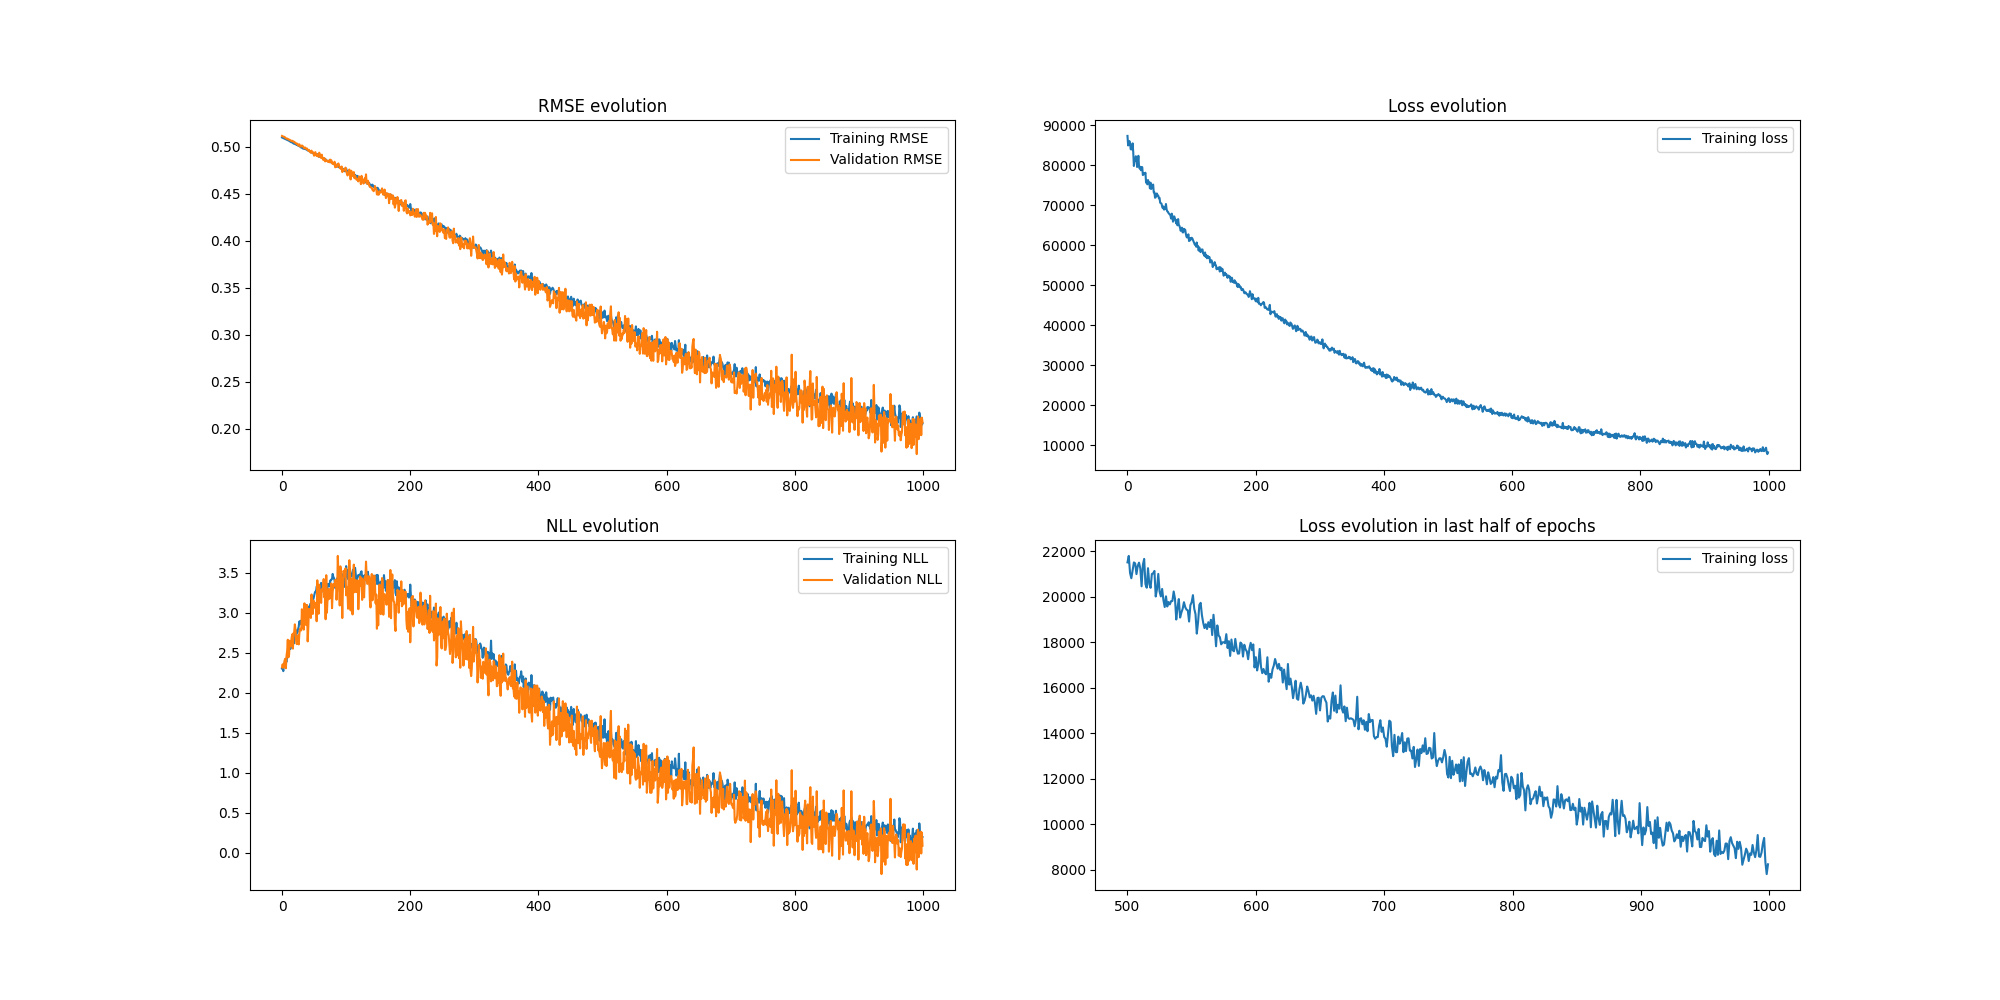 RMSE evolution
Training RMSE
Validation RMSE
0.50
0.45
0.40
0.35
0.30
0.25
0.20
0 200 400 600 800 1000
Loss evolution
Training loss
90000
80000
70000
60000
50000
40000
30000
20000
10000
0 200 400 600 800 1000
NLL evolution
Training NLL
Validation NLL
3.5
3.0
2.5
2.0
1.5
1.0
0.5
0.0
0 200 400 600 800 1000
Loss evolution in last half of epochs
Training loss
22000
20000
18000
16000
14000
12000
10000
8000
500 600 700 800 900 1000